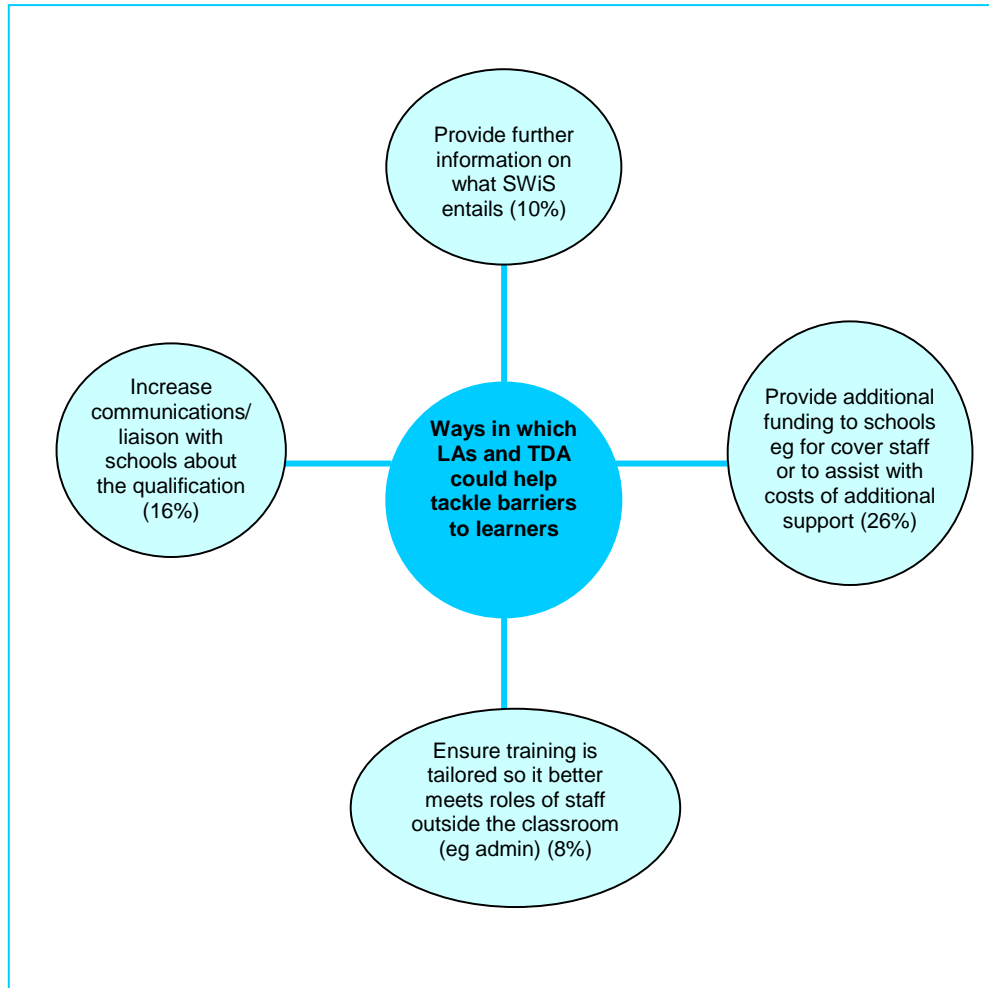 Provide further
information on
what SWiS
entails (10%)
Increase
communications/
liaison with
schools about
the qualification
(16%)
Ways in which
LAs and TDA
could help
tackle barriers
to learners
Provide additional
funding to schools
eg for cover staff
or to assist with
costs of additional
support (26%)
Ensure training is
tailored so it better
meets roles of staff
outside the classroom
(eg admin) (8%)